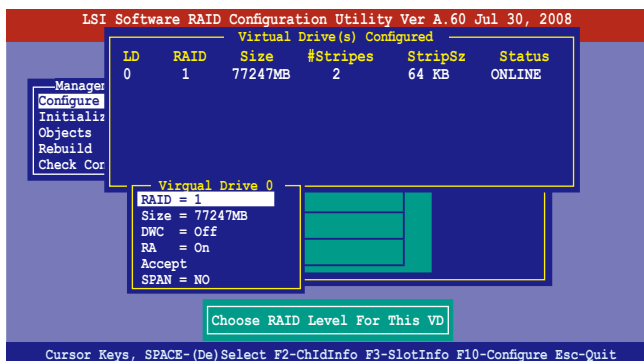 LSI Software RAID Configuration Utility Ver A.60 Jul 30, 2008
Virtual Drive(s) Configured
LD RAID Size #Stripes StripSz Status
0 1 77247MB 2 64 KB ONLINE
Managem
Configure
Initializ
Objects
Rebuild
Check Con
Virqual Drive 0
RAID = 1
Size = 77247MB
DWC = Off
RA = On
Accept
SPAN = NO
Choose RAID Level For This VD
Cursor Keys, SPACE-(De)Select F2-ChIdInfo F3-SlotInfo F10-Configure Esc-Quit